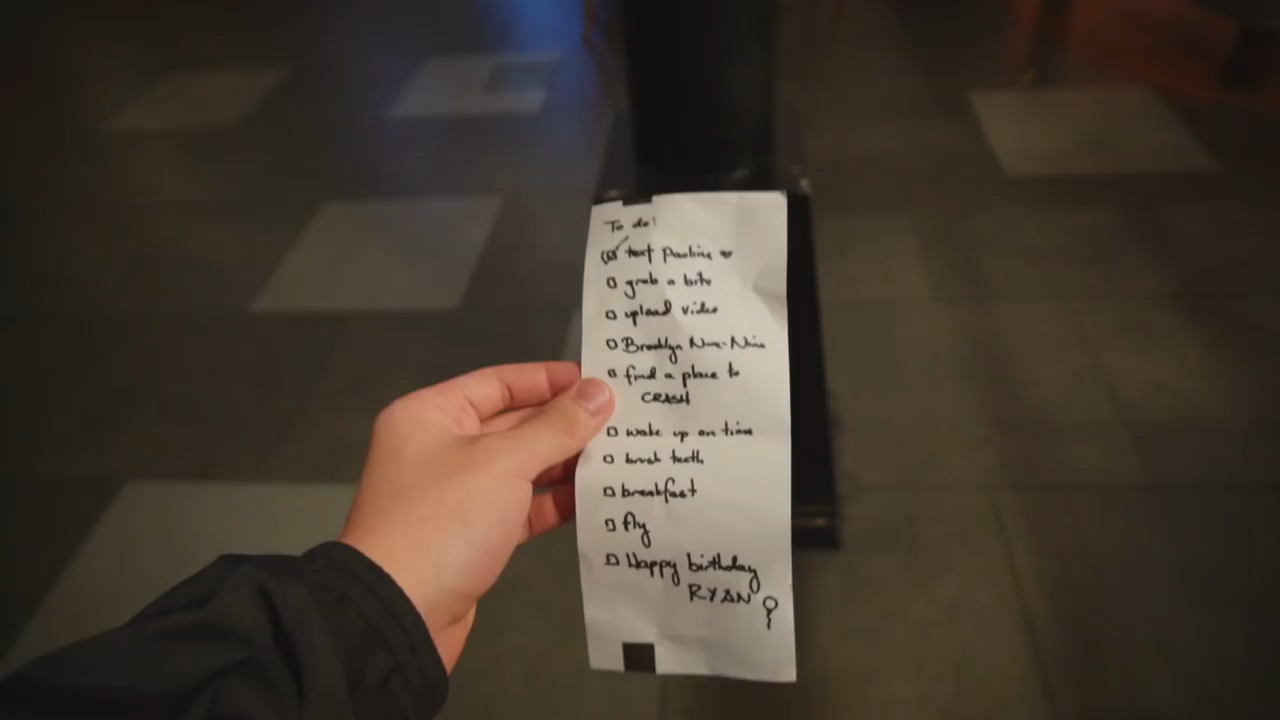 To do:
text Pauline
grab a bite
upload video
Brooklyn Nine-Nine
find a place to
CRASH
wake up on time
brush teeth
breakfast
fly
Happy birthday
RYAN